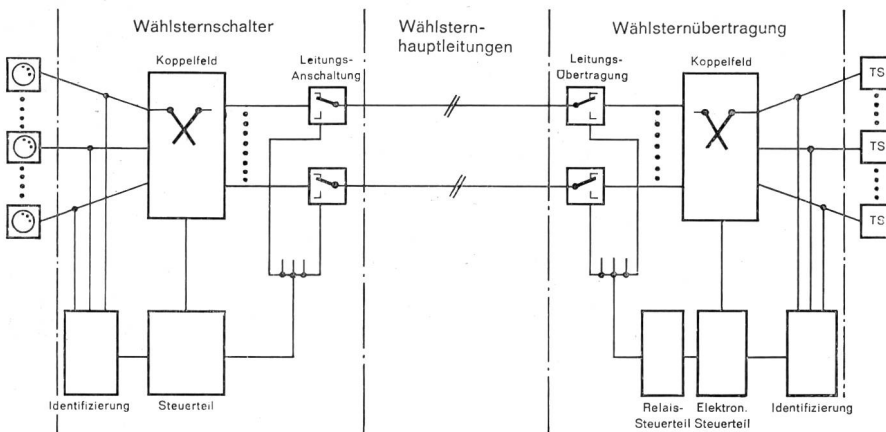 Wählsternschalter
Wählstern-
hauptleitungen
Wählsternübertragung
Koppelfeld
Leitungs-
Anschaltung
Leitungs-
Übertragung
Koppelfeld
TS
TS
TS
Identifizierung
Steuerteil
Relais-
Steuerteil
Elektron.
Steuerteil
Identifizierung